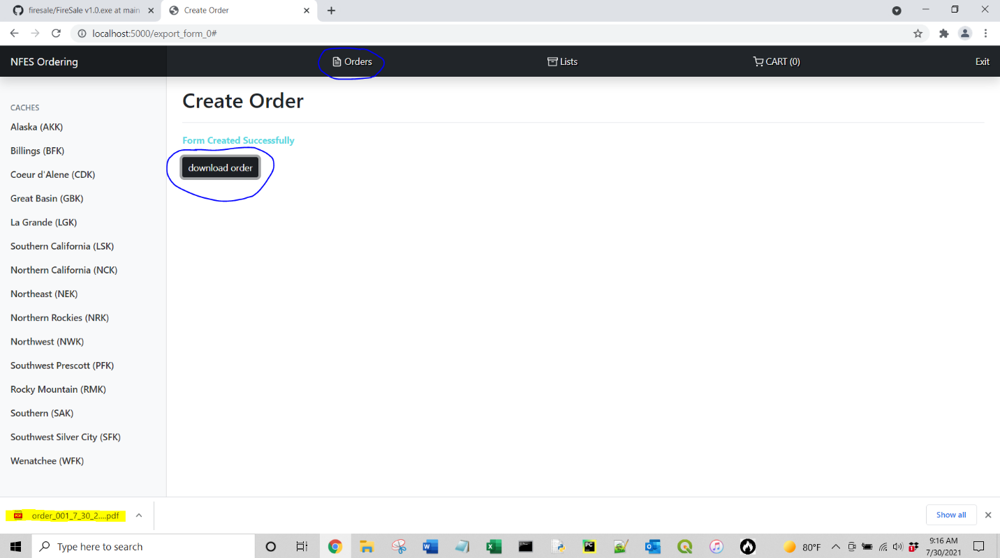 firesale/FireSale v1.0.exe at main
Create Order
localhost:5000/export_form_0#
NFES Ordering
Orders
Lists
CART (0)
Exit
CACHES
Alaska (AKK)
Billings (BFK)
Coeur d'Alene (CDK)
Great Basin (GBK)
La Grande (LGK)
Southern California (LSK)
Northern California (NCK)
Northeast (NEK)
Northern Rockies (NRK)
Northwest (NWK)
Southwest Prescott (PFK)
Rocky Mountain (RMK)
Southern (SAK)
Southwest Silver City (SFK)
Wenatchee (WFK)
Create Order
Form Created Successfully
download order
order_001_7_30_2....pdf
Show all
Type here to search
80°F
9:16 AM
7/30/2021